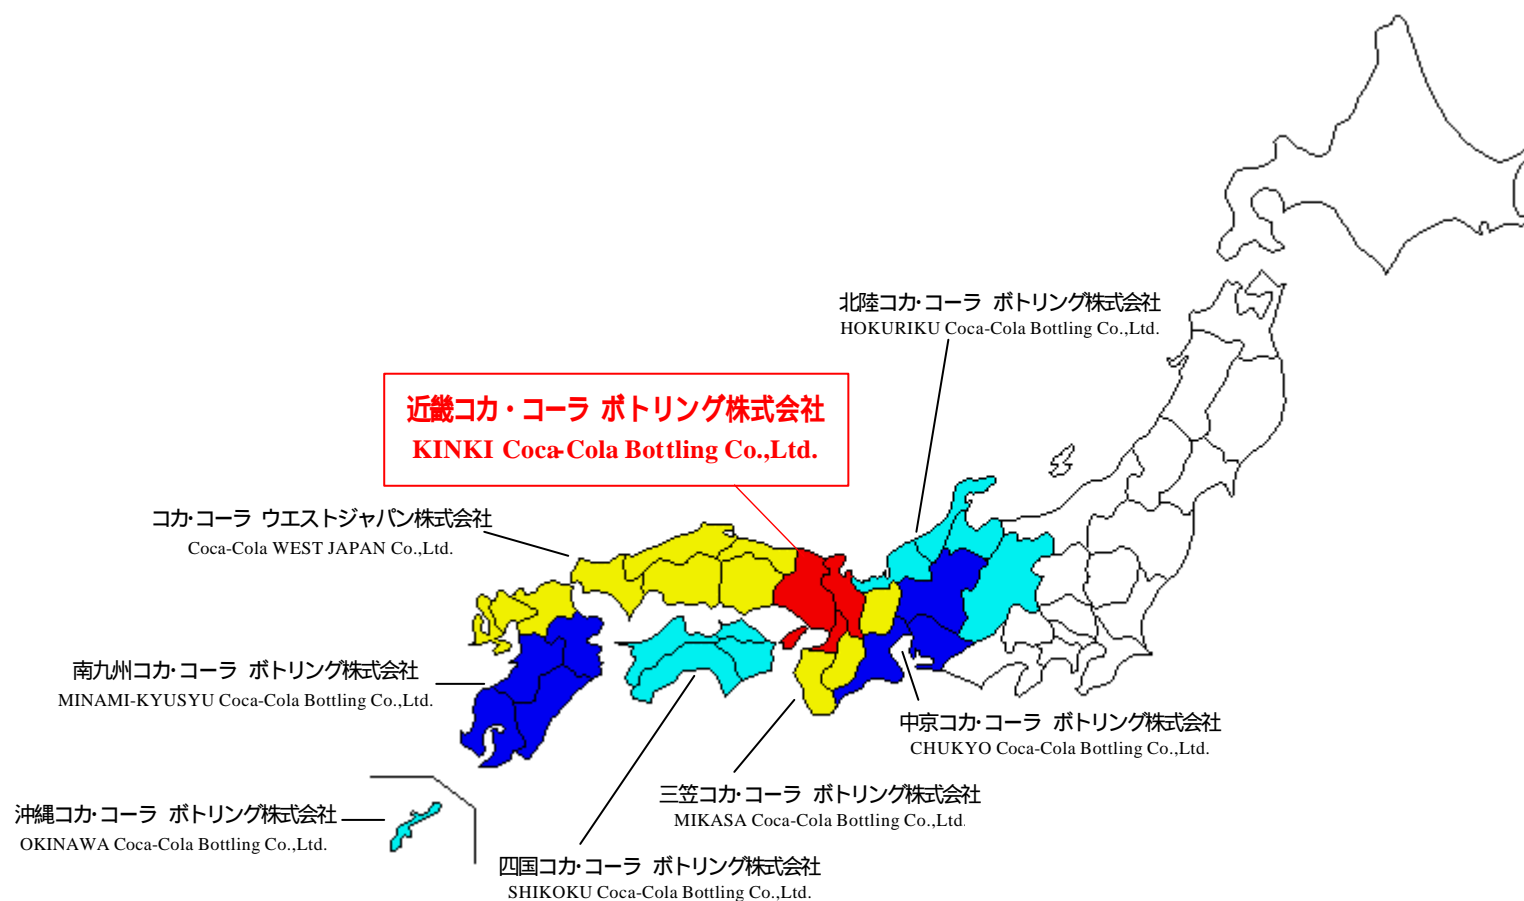 北陸コカ・コーラ ボトリング株式会社
HOKURIKU Coca-Cola Bottling Co.,Ltd.
近畿コカ・コーラ ボトリング株式会社
KINKI Coca-Cola Bottling Co.,Ltd.
コカ・コーラ ウエストジャパン株式会社
Coca-Cola WEST JAPAN Co.,Ltd.
南九州コカ・コーラ ボトリング株式会社
MINAMI-KYUSYU Coca-Cola Bottling Co.,Ltd.
中京コカ・コーラ ボトリング株式会社
CHUKYO Coca-Cola Bottling Co.,Ltd.
三笠コカ・コーラ ボトリング株式会社
MIKASA Coca-Cola Bottling Co.,Ltd.
沖縄コカ・コーラ ボトリング株式会社
OKINAWA Coca-Cola Bottling Co.,Ltd.
四国コカ・コーラ ボトリング株式会社
SHIKOKU Coca-Cola Bottling Co.,Ltd.